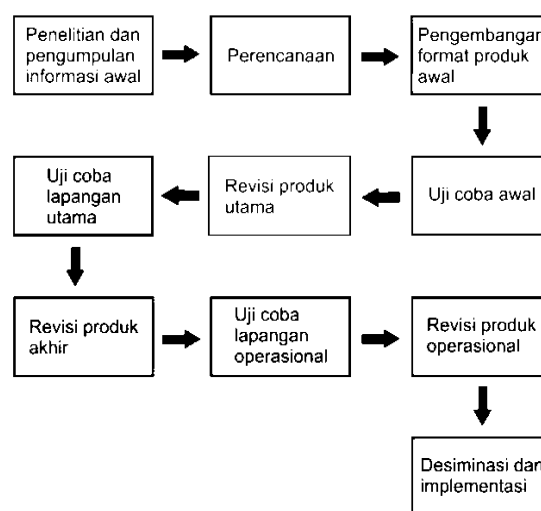 Penelitian dan
pengumpulan
informasi awal
Perencanaan
Pengembangan
format produk
awal
Uji coba awal
Revisi produk
utama
Uji coba
lapangan
utama
Revisi produk
akhir
Uji coba
lapangan
operasional
Revisi produk
operasional
Desiminasi dan
implementasi